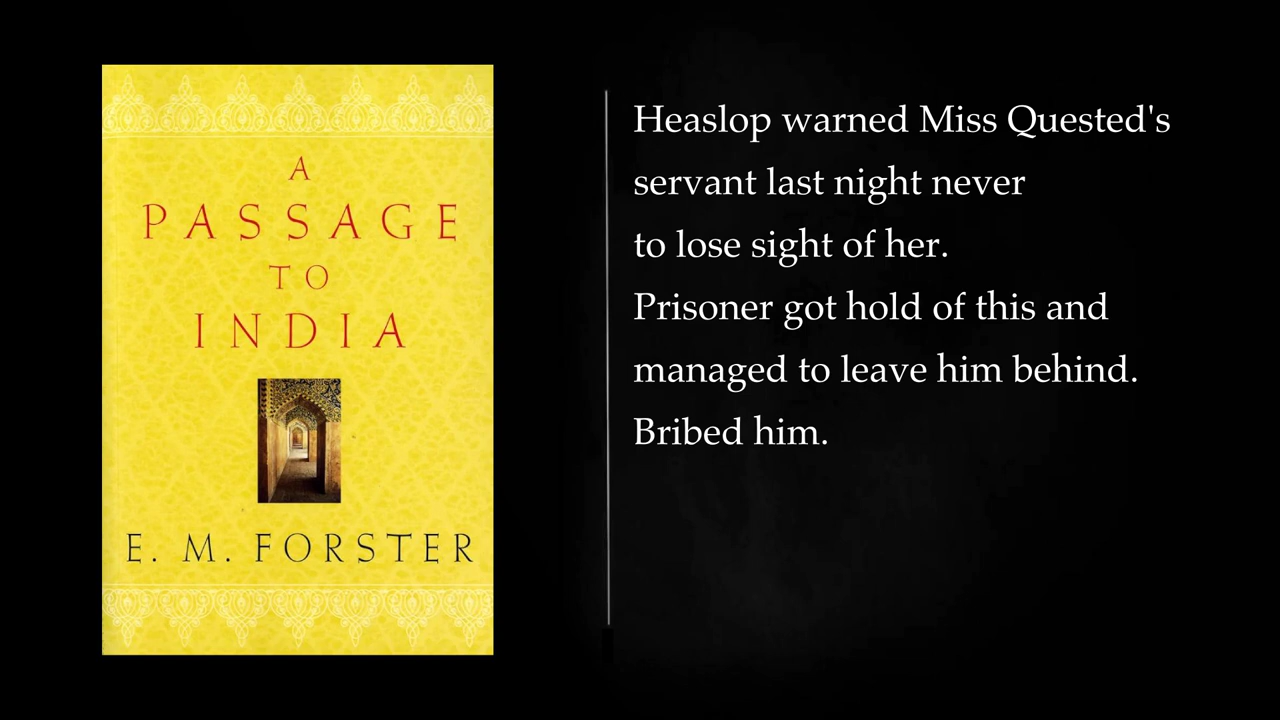 A
PASSAGE
TO
INDIA
E. M. FORSTER
Heaslop warned Miss Quested's
servant last night never
to lose sight of her.
Prisoner got hold of this and
managed to leave him behind.
Bribed him.